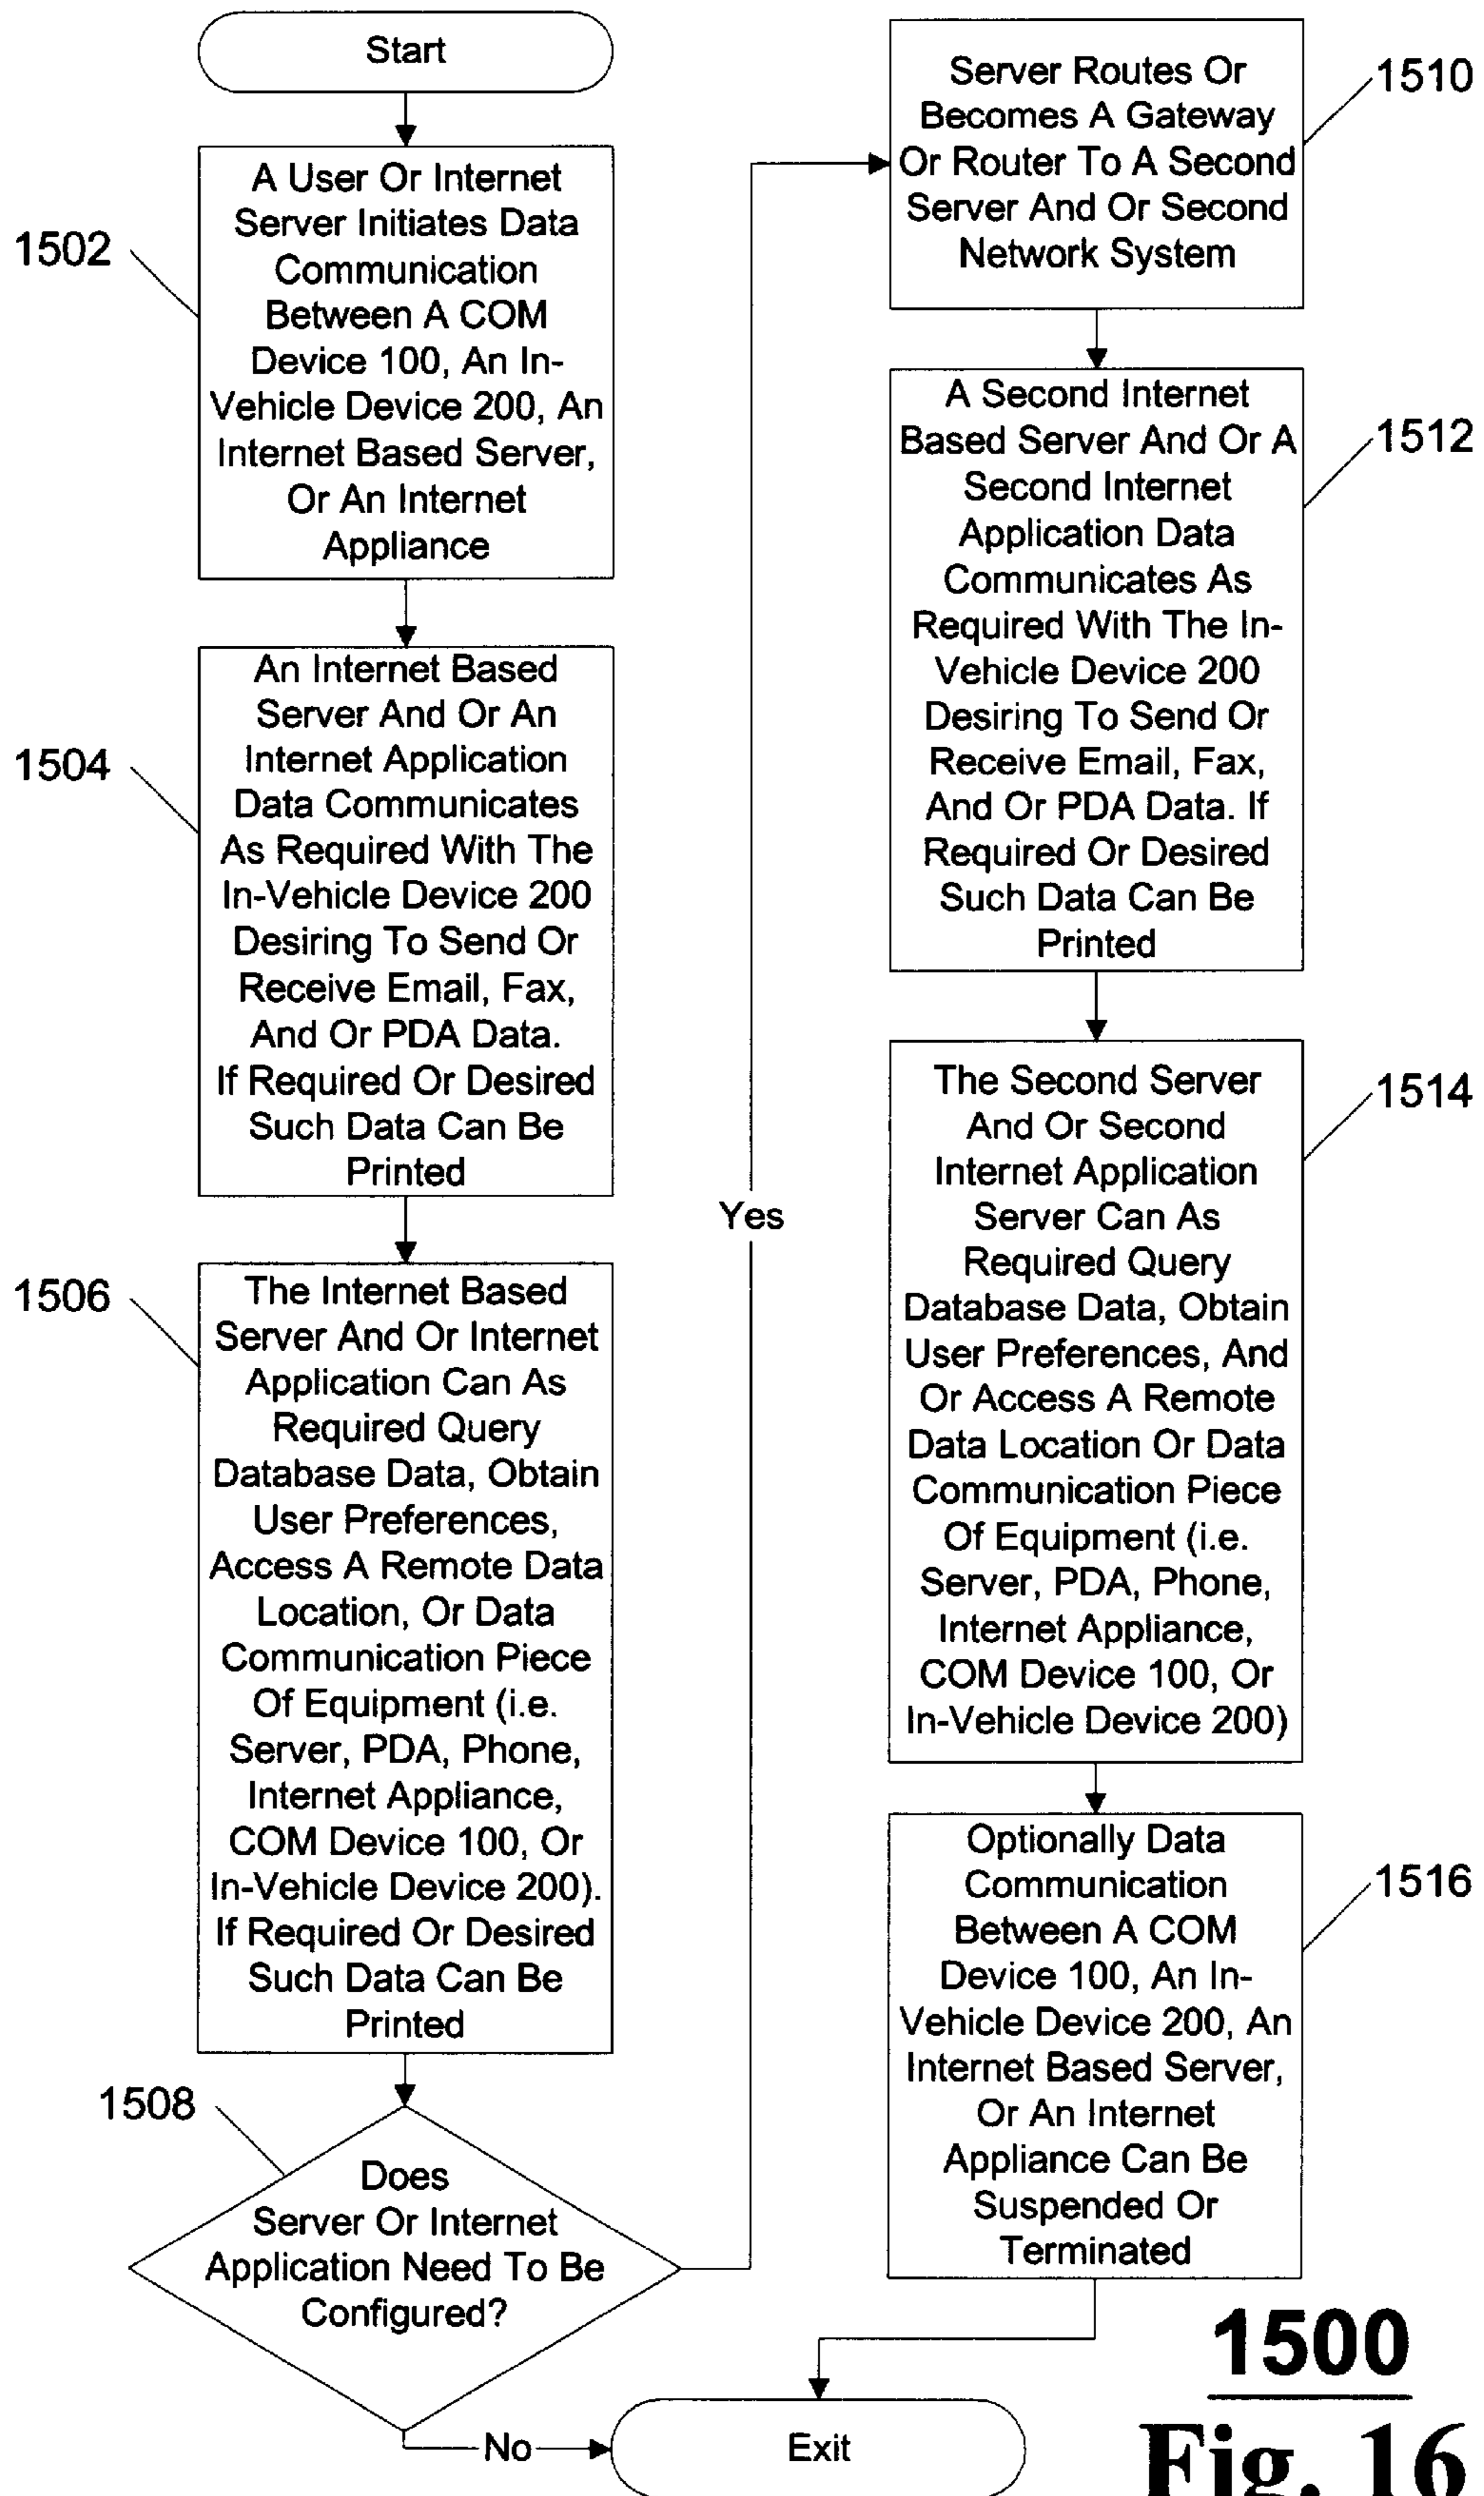 Start
1502
A User Or Internet
Server Initiates Data
Communication
Between A COM
Device 100, An In-
Vehicle Device 200, An
Internet Based Server,
Or An Internet
Appliance
1504
An Internet Based
Server And Or An
Internet Application
Data Communicates
As Required With The
In-Vehicle Device 200
Desiring To Send Or
Receive Email, Fax,
And Or PDA Data.
If Required Or Desired
Such Data Can Be
Printed
1506
The Internet Based
Server And Or Internet
Application Can As
Required Query
Database Data, Obtain
User Preferences,
Access A Remote Data
Location, Or Data
Communication Piece
Of Equipment (i.e.
Server, PDA, Phone,
Internet Appliance,
COM Device 100, Or
In-Vehicle Device 200).
If Required Or Desired
Such Data Can Be
Printed
1508
Does
Server Or Internet
Application Need To Be
Configured?
Yes
No
1510
Server Routes Or
Becomes A Gateway
Or Router To A Second
Server And Or Second
Network System
1512
A Second Internet
Based Server And Or A
Second Internet
Application Data
Communicates As
Required With The In-
Vehicle Device 200
Desiring To Send Or
Receive Email, Fax,
And Or PDA Data. If
Required Or Desired
Such Data Can Be
Printed
1514
The Second Server
And Or Second
Internet Application
Server Can As
Required Query
Database Data, Obtain
User Preferences, And
Or Access A Remote
Data Location Or Data
Communication Piece
Of Equipment (i.e.
Server, PDA, Phone,
Internet Appliance,
COM Device 100, Or
In-Vehicle Device 200)
1516
Optionally Data
Communication
Between A COM
Device 100, An In-
Vehicle Device 200, An
Internet Based Server,
Or An Internet
Appliance Can Be
Suspended Or
Terminated
Exit
1500
Fig. 16